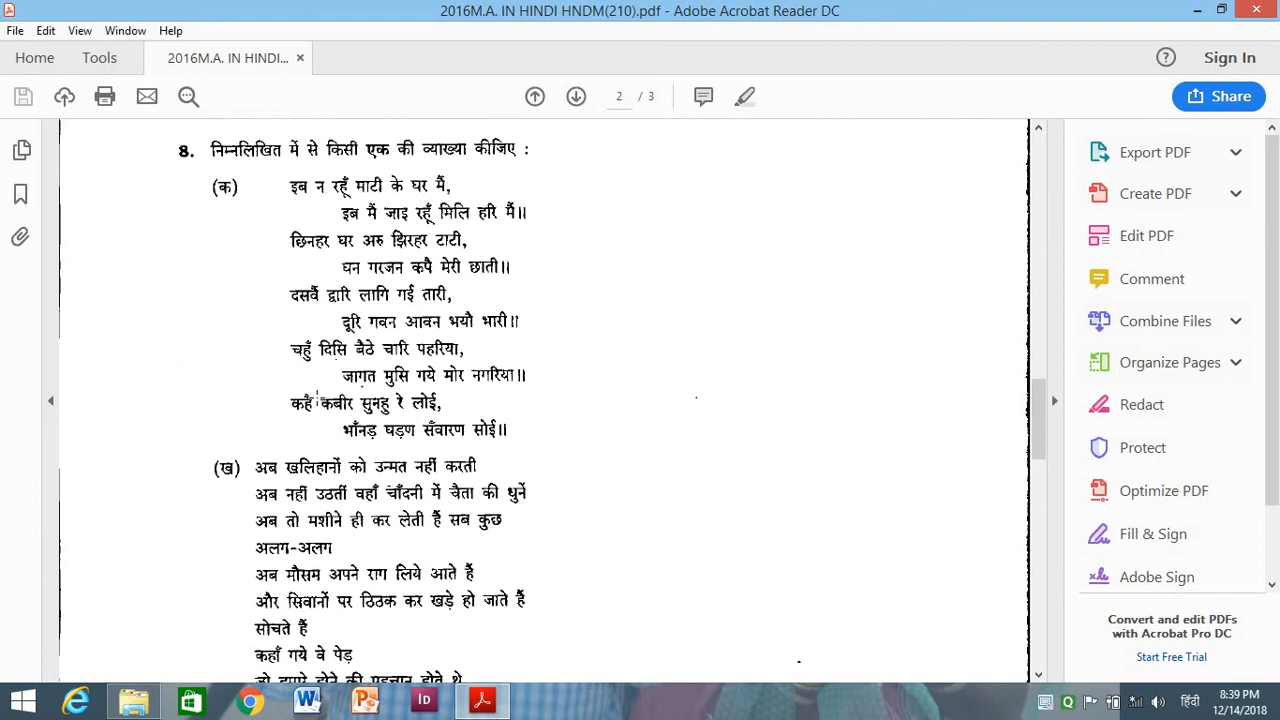 2016M.A. IN HINDI HNDM(210).pdf - Adobe Acrobat Reader DC
File Edit View Window Help
Home Tools 2016M.A. IN HINDI... × Sign In
2 / 3 Share
8. निम्नलिखित में से किसी एक की व्याख्या कीजिए :
(क) इब न रहूँ माटी के घर मैं,
इब मैं जाइ रहूँ मिलि हरि मैं॥
छिनहर घर अरु झिरहर टाटी,
घन गरजन कपै मेरी छाती॥
दसवैं द्वारि लागि गई तारी,
दूरि गवन आवन भयौ भारी॥
चहुँ दिसि बैठे चारि पहरिया,
जागत मुसि गये मोर नगरिया॥
कहैं कबीर सुनहु रे लोई,
भाँनड़ घड़ण सँवारण सोई॥
(ख) अब खलिहानों को उन्मत नहीं करती
अब नहीं उठतीं वहाँ चाँदनी में चैता की धुनें
अब तो मशीने ही कर लेती हैं सब कुछ
अलग-अलग
अब मौसम अपने राग लिये आते हैं
और सिवानों पर ठिठक कर खड़े हो जाते हैं
सोचते हैं
कहाँ गये वे पेड़
जो हमारे होने की पहचान होते थे
Export PDF
Create PDF
Edit PDF
Comment
Combine Files
Organize Pages
Redact
Protect
Optimize PDF
Fill & Sign
Adobe Sign
Convert and edit PDFs
with Acrobat Pro DC
Start Free Trial
हिंदी
8:39 PM
12/14/2018